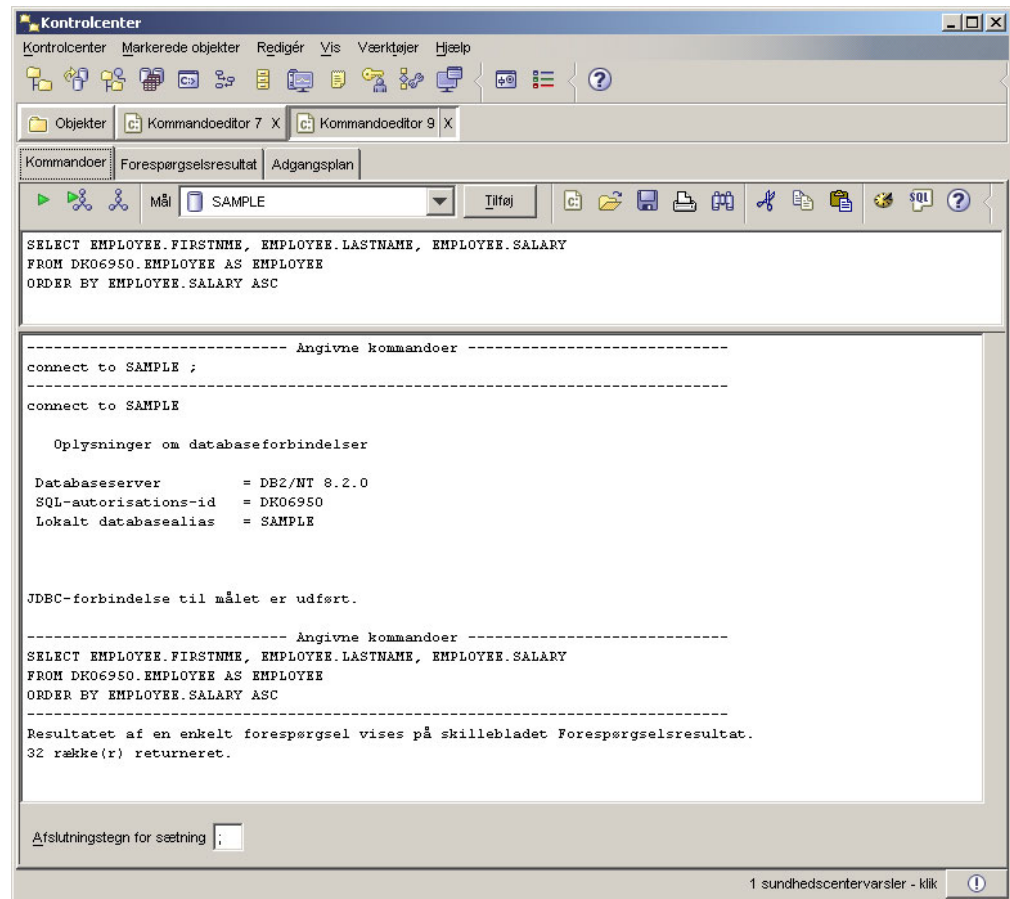 Kontrolcenter
Kontrolcenter Markerede objekter Redigér Vis Værktøjer Hjælp
Objekter Kommandoeditor 7 X Kommandoeditor 9 X
Kommandoer Forespørgselsresultat Adgangsplan
Mål SAMPLE Tilføj SQL
SELECT EMPLOYEE.FIRSTNME, EMPLOYEE.LASTNAME, EMPLOYEE.SALARY
FROM DK06950.EMPLOYEE AS EMPLOYEE
ORDER BY EMPLOYEE.SALARY ASC
----------------------------- Angivne kommandoer -----------------------------
connect to SAMPLE ;
------------------------------------------------------------------------------
connect to SAMPLE
Oplysninger om databaseforbindelser
Databaseserver = DB2/NT 8.2.0
SQL-autorisations-id = DK06950
Lokalt databasealias = SAMPLE
JDBC-forbindelse til målet er udført.
----------------------------- Angivne kommandoer -----------------------------
SELECT EMPLOYEE.FIRSTNME, EMPLOYEE.LASTNAME, EMPLOYEE.SALARY
FROM DK06950.EMPLOYEE AS EMPLOYEE
ORDER BY EMPLOYEE.SALARY ASC
------------------------------------------------------------------------------
Resultatet af en enkelt forespørgsel vises på skillebladet Forespørgselsresultat.
32 række(r) returneret.
Afslutningstegn for sætning ;
1 sundhedscentervarsler - klik